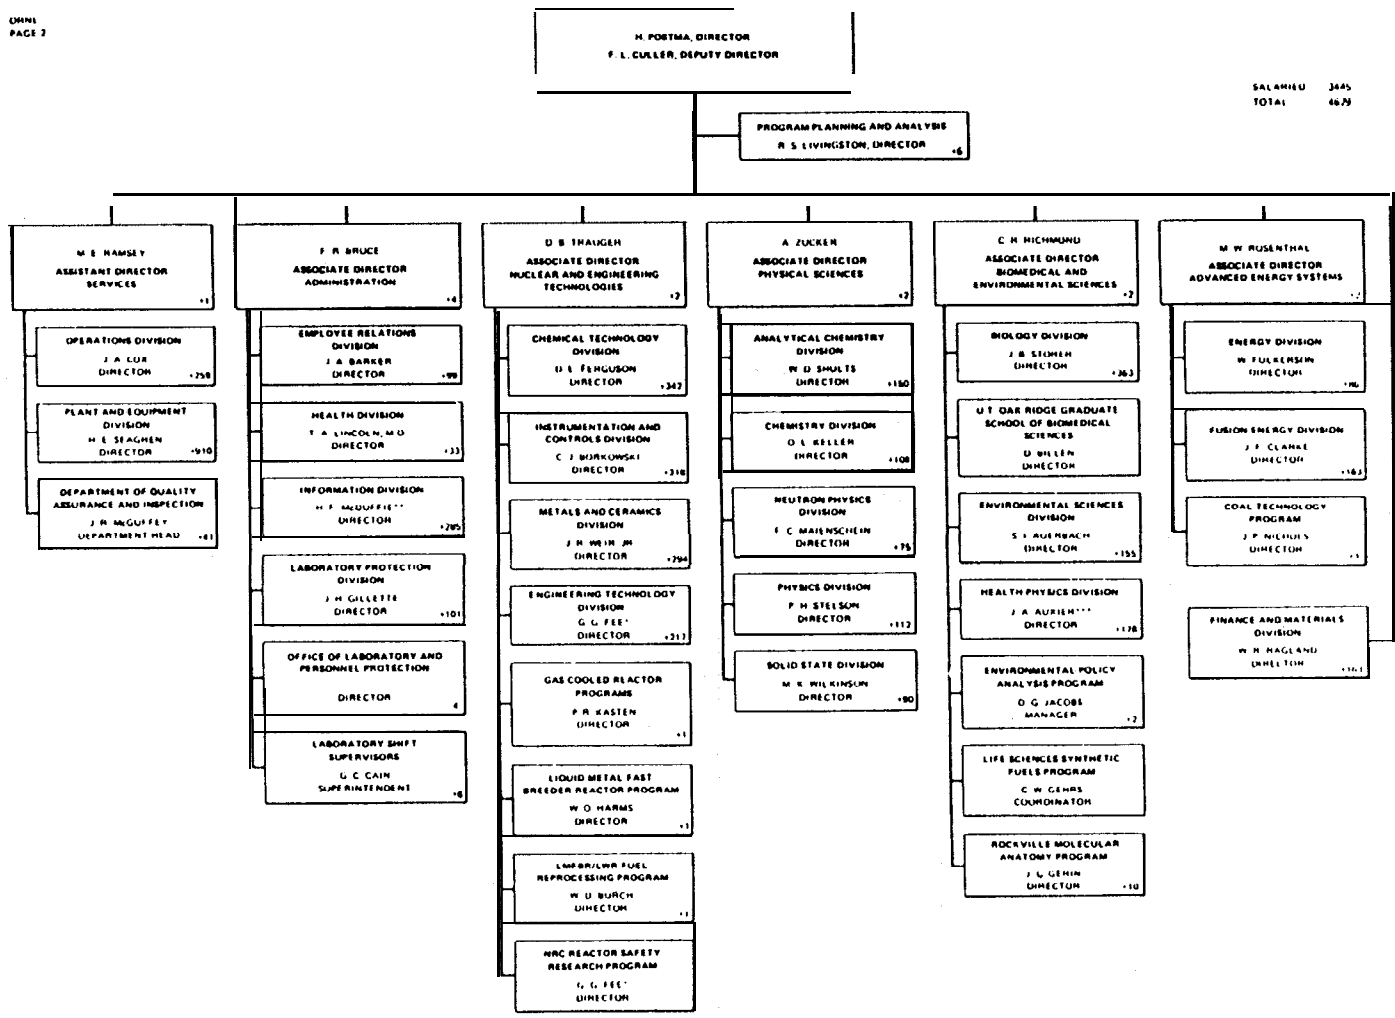 ORNL
PAGE 2
H. POSTMA, DIRECTOR
F. L. CULLER, DEPUTY DIRECTOR
SALARIED 3445
TOTAL 4629
PROGRAM PLANNING AND ANALYSIS
R. S. LIVINGSTON, DIRECTOR
+6
M. E. RAMSEY
ASSISTANT DIRECTOR
SERVICES
+1
OPERATIONS DIVISION
J. A. COX
DIRECTOR
+258
PLANT AND EQUIPMENT
DIVISION
H. E. SEAGREN
DIRECTOR
+910
DEPARTMENT OF QUALITY
ASSURANCE AND INSPECTION
J. R. McGUFFEY
DEPARTMENT HEAD
+41
F. R. BRUCE
ASSOCIATE DIRECTOR
ADMINISTRATION
+4
EMPLOYEE RELATIONS
DIVISION
J. A. BARKER
DIRECTOR
+99
HEALTH DIVISION
T. A. LINCOLN, M.D.
DIRECTOR
+33
INFORMATION DIVISION
H. F. McDUFFIE**
DIRECTOR
+285
LABORATORY PROTECTION
DIVISION
J. H. GILLETTE
DIRECTOR
+101
OFFICE OF LABORATORY AND
PERSONNEL PROTECTION
DIRECTOR
4
LABORATORY SHIFT
SUPERVISORS
G. C. CAIN
SUPERINTENDENT
+6
D. B. TRAUGER
ASSOCIATE DIRECTOR
NUCLEAR AND ENGINEERING
TECHNOLOGIES
+2
CHEMICAL TECHNOLOGY
DIVISION
D. E. FERGUSON
DIRECTOR
+342
INSTRUMENTATION AND
CONTROLS DIVISION
C. J. BORKOWSKI
DIRECTOR
+318
METALS AND CERAMICS
DIVISION
J. R. WEIR JR
DIRECTOR
+294
ENGINEERING TECHNOLOGY
DIVISION
G. G. FEE*
DIRECTOR
+217
GAS COOLED REACTOR
PROGRAMS
P. R. KASTEN
DIRECTOR
+1
LIQUID METAL FAST
BREEDER REACTOR PROGRAM
W. O. HARMS
DIRECTOR
+1
LMFBR/LWR FUEL
REPROCESSING PROGRAM
W. D. BURCH
DIRECTOR
+1
NRC REACTOR SAFETY
RESEARCH PROGRAM
G. G. FEE*
DIRECTOR
A. ZUCKER
ASSOCIATE DIRECTOR
PHYSICAL SCIENCES
+2
ANALYTICAL CHEMISTRY
DIVISION
W. D. SHULTS
DIRECTOR
+160
CHEMISTRY DIVISION
O. L. KELLER
DIRECTOR
+108
NEUTRON PHYSICS
DIVISION
F. C. MAIENSCHEIN
DIRECTOR
+75
PHYSICS DIVISION
P. H. STELSON
DIRECTOR
+112
SOLID STATE DIVISION
M. K. WILKINSON
DIRECTOR
+90
C. R. RICHMOND
ASSOCIATE DIRECTOR
BIOMEDICAL AND
ENVIRONMENTAL SCIENCES
+2
BIOLOGY DIVISION
J. B. STORER
DIRECTOR
+363
U.T. OAK RIDGE GRADUATE
SCHOOL OF BIOMEDICAL
SCIENCES
D. BILLEN
DIRECTOR
ENVIRONMENTAL SCIENCES
DIVISION
S. I. AUERBACH
DIRECTOR
+155
HEALTH PHYSICS DIVISION
J. A. AUXIER***
DIRECTOR
+178
ENVIRONMENTAL POLICY
ANALYSIS PROGRAM
D. G. JACOBS
MANAGER
+2
LIFE SCIENCES SYNTHETIC
FUELS PROGRAM
C. W. GEHRS
COORDINATOR
ROCKVILLE MOLECULAR
ANATOMY PROGRAM
J. L. GERIN
DIRECTOR
+10
M. W. ROSENTHAL
ASSOCIATE DIRECTOR
ADVANCED ENERGY SYSTEMS
ENERGY DIVISION
W. FULKERSON
DIRECTOR
FUSION ENERGY DIVISION
J. F. CLARKE
DIRECTOR
+163
COAL TECHNOLOGY
PROGRAM
J. P. NICHOLS
DIRECTOR
FINANCE AND MATERIALS
DIVISION
W. R. RAGLAND
DIRECTOR